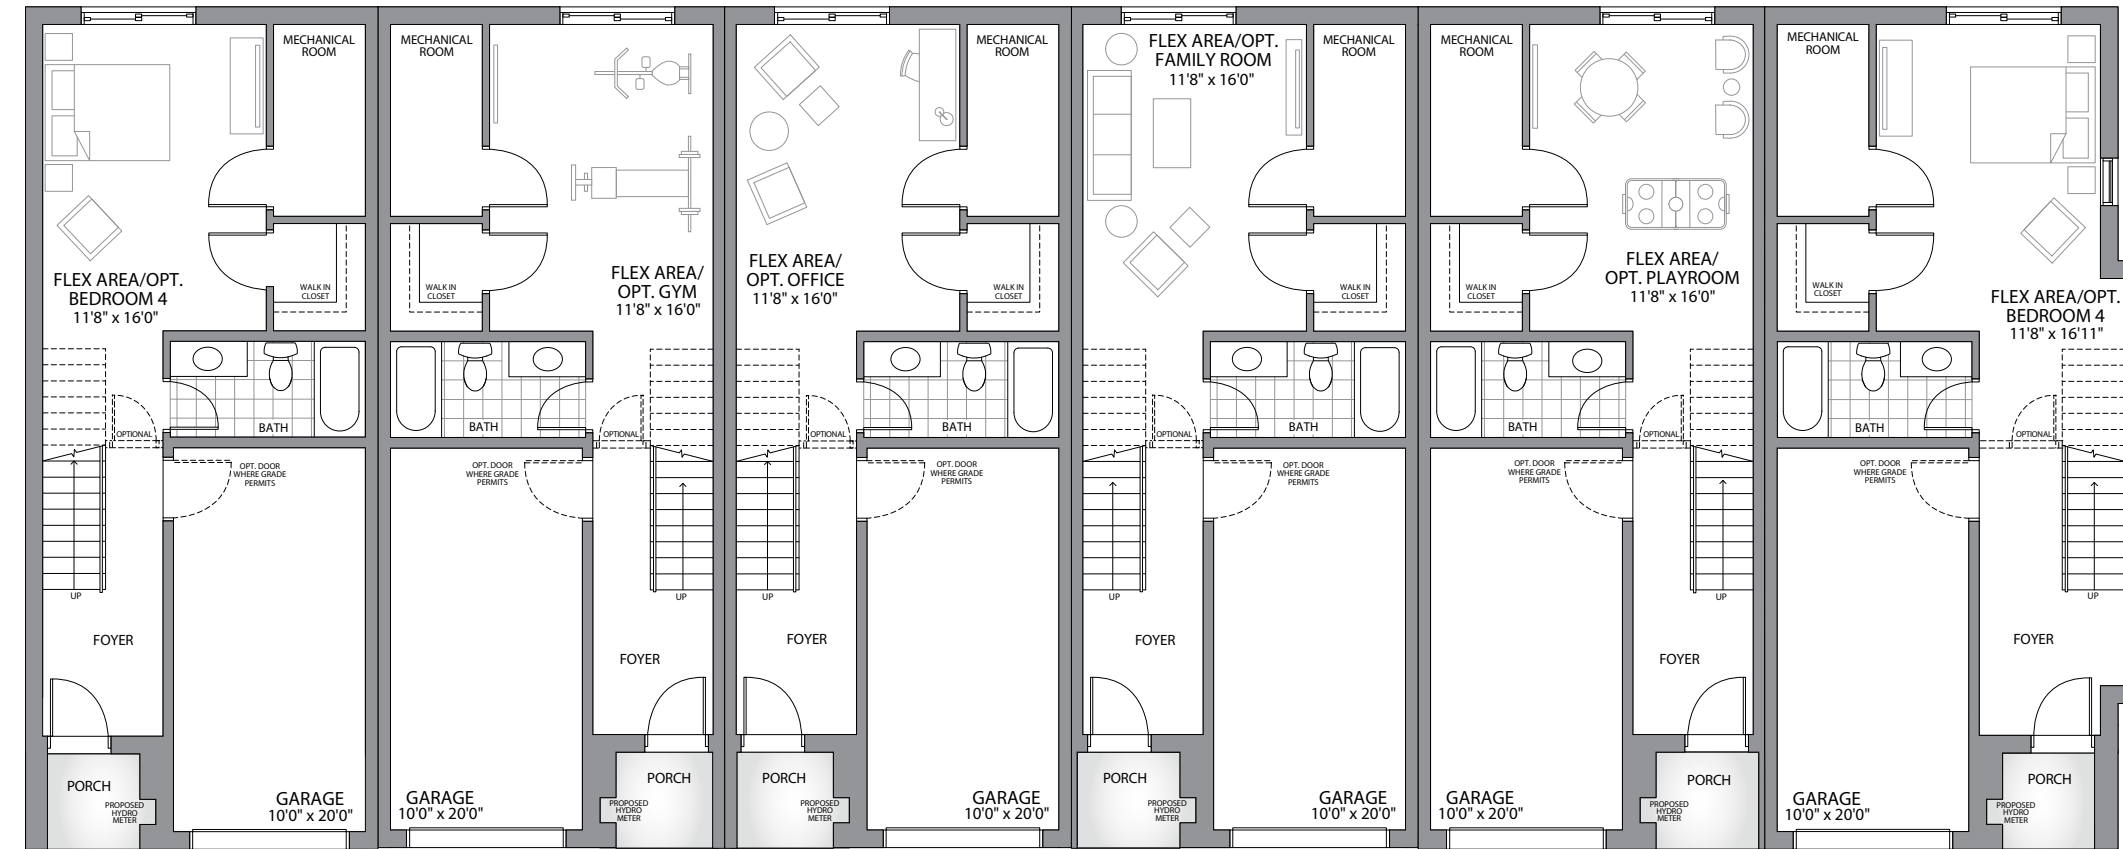 MECHANICAL
ROOM
FLEX AREA/OPT.
BEDROOM 4
11'8" x 16'0"
WALK IN
CLOSET
BATH
OPTIONAL
OPT. DOOR
WHERE GRADE
PERMITS
UP
FOYER
PORCH
PROPOSED
HYDRO
METER
GARAGE
10'0" x 20'0"
MECHANICAL
ROOM
FLEX AREA/
OPT. GYM
11'8" x 16'0"
WALK IN
CLOSET
BATH
OPTIONAL
OPT. DOOR
WHERE GRADE
PERMITS
UP
FOYER
GARAGE
10'0" x 20'0"
PORCH
PROPOSED
HYDRO
METER
MECHANICAL
ROOM
FLEX AREA/
OPT. OFFICE
11'8" x 16'0"
WALK IN
CLOSET
BATH
OPTIONAL
OPT. DOOR
WHERE GRADE
PERMITS
UP
FOYER
PORCH
PROPOSED
HYDRO
METER
GARAGE
10'0" x 20'0"
FLEX AREA/OPT.
FAMILY ROOM
11'8" x 16'0"
MECHANICAL
ROOM
WALK IN
CLOSET
BATH
OPTIONAL
OPT. DOOR
WHERE GRADE
PERMITS
UP
FOYER
PORCH
PROPOSED
HYDRO
METER
GARAGE
10'0" x 20'0"
MECHANICAL
ROOM
FLEX AREA/
OPT. PLAYROOM
11'8" x 16'0"
WALK IN
CLOSET
BATH
OPTIONAL
OPT. DOOR
WHERE GRADE
PERMITS
UP
FOYER
GARAGE
10'0" x 20'0"
PORCH
PROPOSED
HYDRO
METER
MECHANICAL
ROOM
WALK IN
CLOSET
FLEX AREA/OPT.
BEDROOM 4
11'8" x 16'11"
BATH
OPTIONAL
OPT. DOOR
WHERE GRADE
PERMITS
UP
FOYER
GARAGE
10'0" x 20'0"
PORCH
PROPOSED
HYDRO
METER